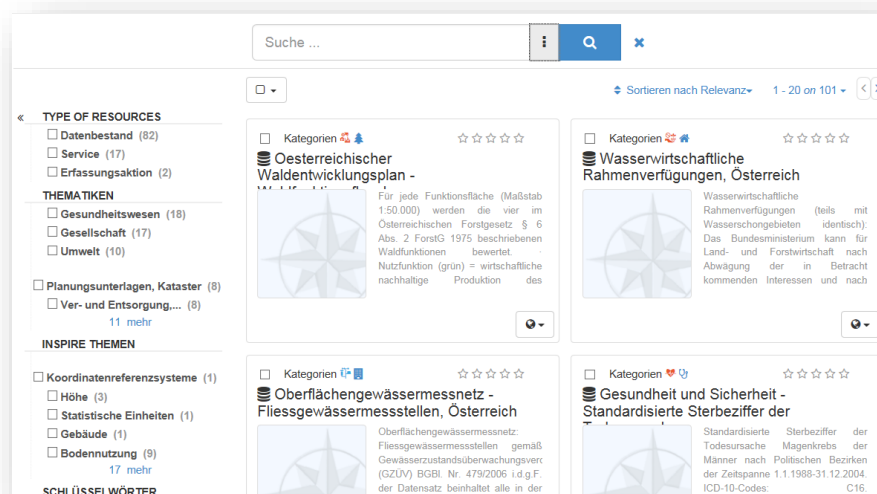 Suche ...
Sortieren nach Relevanz
1 - 20 on 101
«
TYPE OF RESOURCES
Datenbestand (82)
Service (17)
Erfassungsaktion (2)
THEMATIKEN
Gesundheitswesen (18)
Gesellschaft (17)
Umwelt (10)
Planungsunterlagen, Kataster (8)
Ver- und Entsorgung,... (8)
11 mehr
INSPIRE THEMEN
Koordinatenreferenzsysteme (1)
Höhe (3)
Statistische Einheiten (1)
Gebäude (1)
Bodennutzung (9)
17 mehr
SCHLÜSSELWÖRTER
Kategorien
Oesterreichischer
Waldentwicklungsplan -
Für jede Funktionsfläche (Maßstab
1:50.000) werden die vier im
Österreichischen Forstgesetz § 6
Abs. 2 ForstG 1975 beschriebenen
Waldfunktionen bewertet. -
Nutzfunktion (grün) = wirtschaftliche
nachhaltige Produktion des
Kategorien
Wasserwirtschaftliche
Rahmenverfügungen, Österreich
Wasserwirtschaftliche
Rahmenverfügungen (teils mit
Wasserschongebieten identisch):
Das Bundesministerium kann für
Land- und Forstwirtschaft nach
Abwägung der in Betracht
kommenden Interessen und nach
Kategorien
Oberflächengewässermessnetz -
Fliessgewässermessstellen, Österreich
Oberflächengewässermessnetz:
Fliessgewässermessstellen gemäß
Gewässerzustandsüberwachungsverc
(GZÜV) BGBl. Nr. 479/2006 i.d.g.F.
der Datensatz beinhaltet alle in der
Kategorien
Gesundheit und Sicherheit -
Standardisierte Sterbeziffer der
Standardisierte Sterbeziffer der
Todesursache Magenkrebs der
Männer nach Politischen Bezirken
der Zeitspanne 1.1.1988-31.12.2004.
ICD-10-Codes: C16.